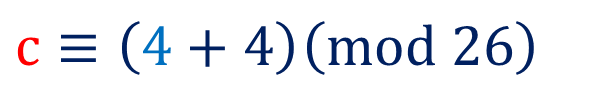 c ≡ (4 + 4)(mod 26)